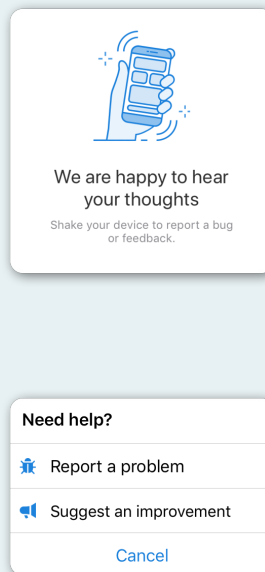 We are happy to hear
your thoughts
Shake your device to report a bug
or feedback.
Need help?
Report a problem
Suggest an improvement
Cancel